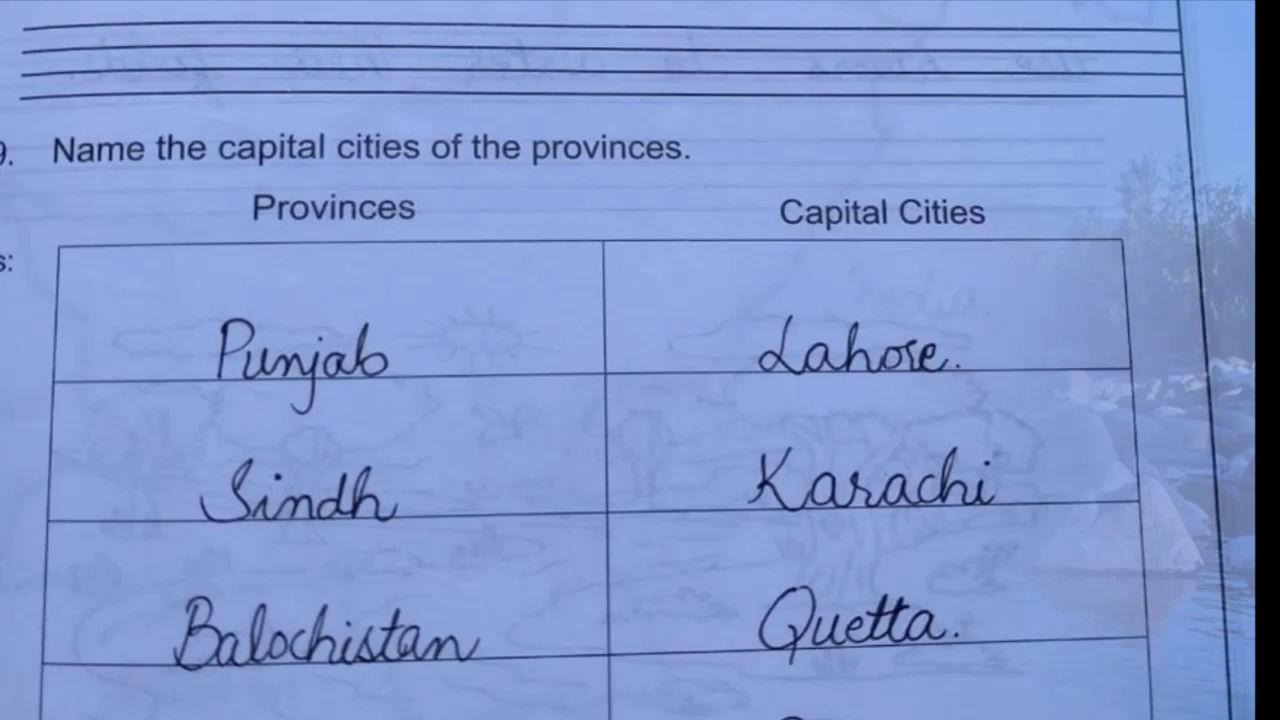 9. Name the capital cities of the provinces.
Provinces Capital Cities
s:
Punjab Lahore.
Sindh Karachi
Balochistan Quetta.